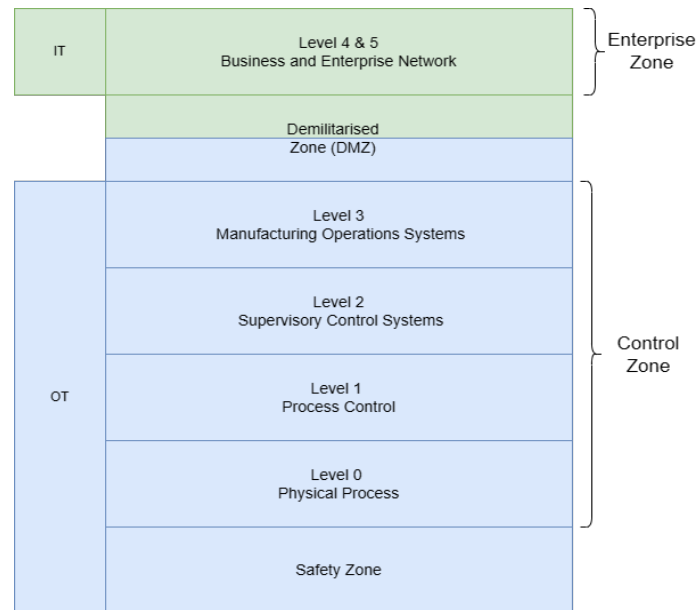 IT
Level 4 & 5
Business and Enterprise Network
Enterprise
Zone
Demilitarised
Zone (DMZ)
Level 3
Manufacturing Operations Systems
Level 2
Supervisory Control Systems
Control
Zone
OT
Level 1
Process Control
Level 0
Physical Process
Safety Zone